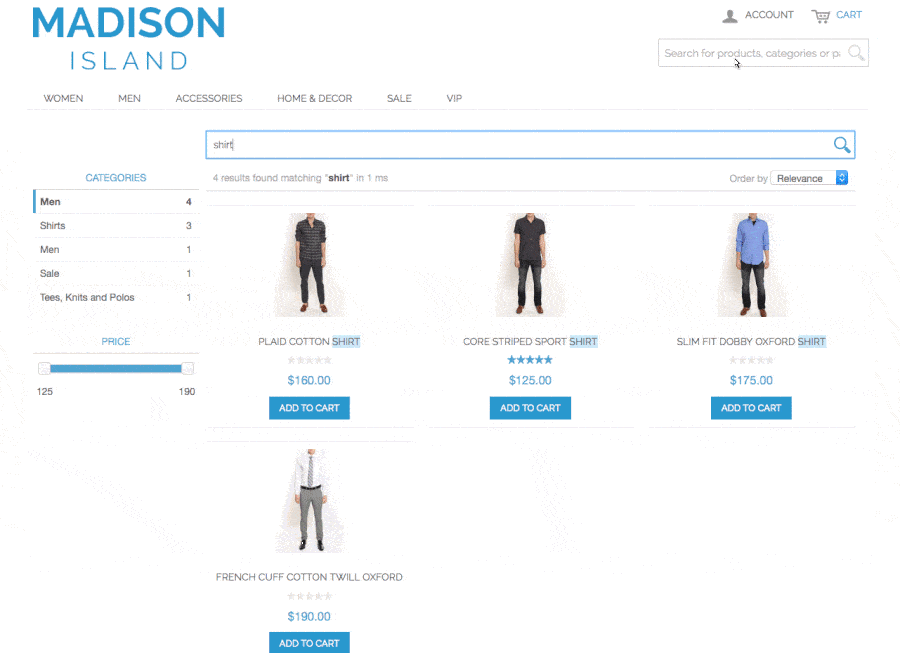 MADISON
ISLAND
ACCOUNT
CART
Search for products, categories or p
WOMEN MEN ACCESSORIES HOME & DECOR SALE VIP
shirt
4 results found matching "shirt" in 1 ms
Order by Relevance
CATEGORIES
Men 4
Shirts 3
Men 1
Sale 1
Tees, Knits and Polos 1
PRICE
125 190
PLAID COTTON SHIRT
$160.00
ADD TO CART
CORE STRIPED SPORT SHIRT
$125.00
ADD TO CART
SLIM FIT DOBBY OXFORD SHIRT
$175.00
ADD TO CART
FRENCH CUFF COTTON TWILL OXFORD
$190.00
ADD TO CART